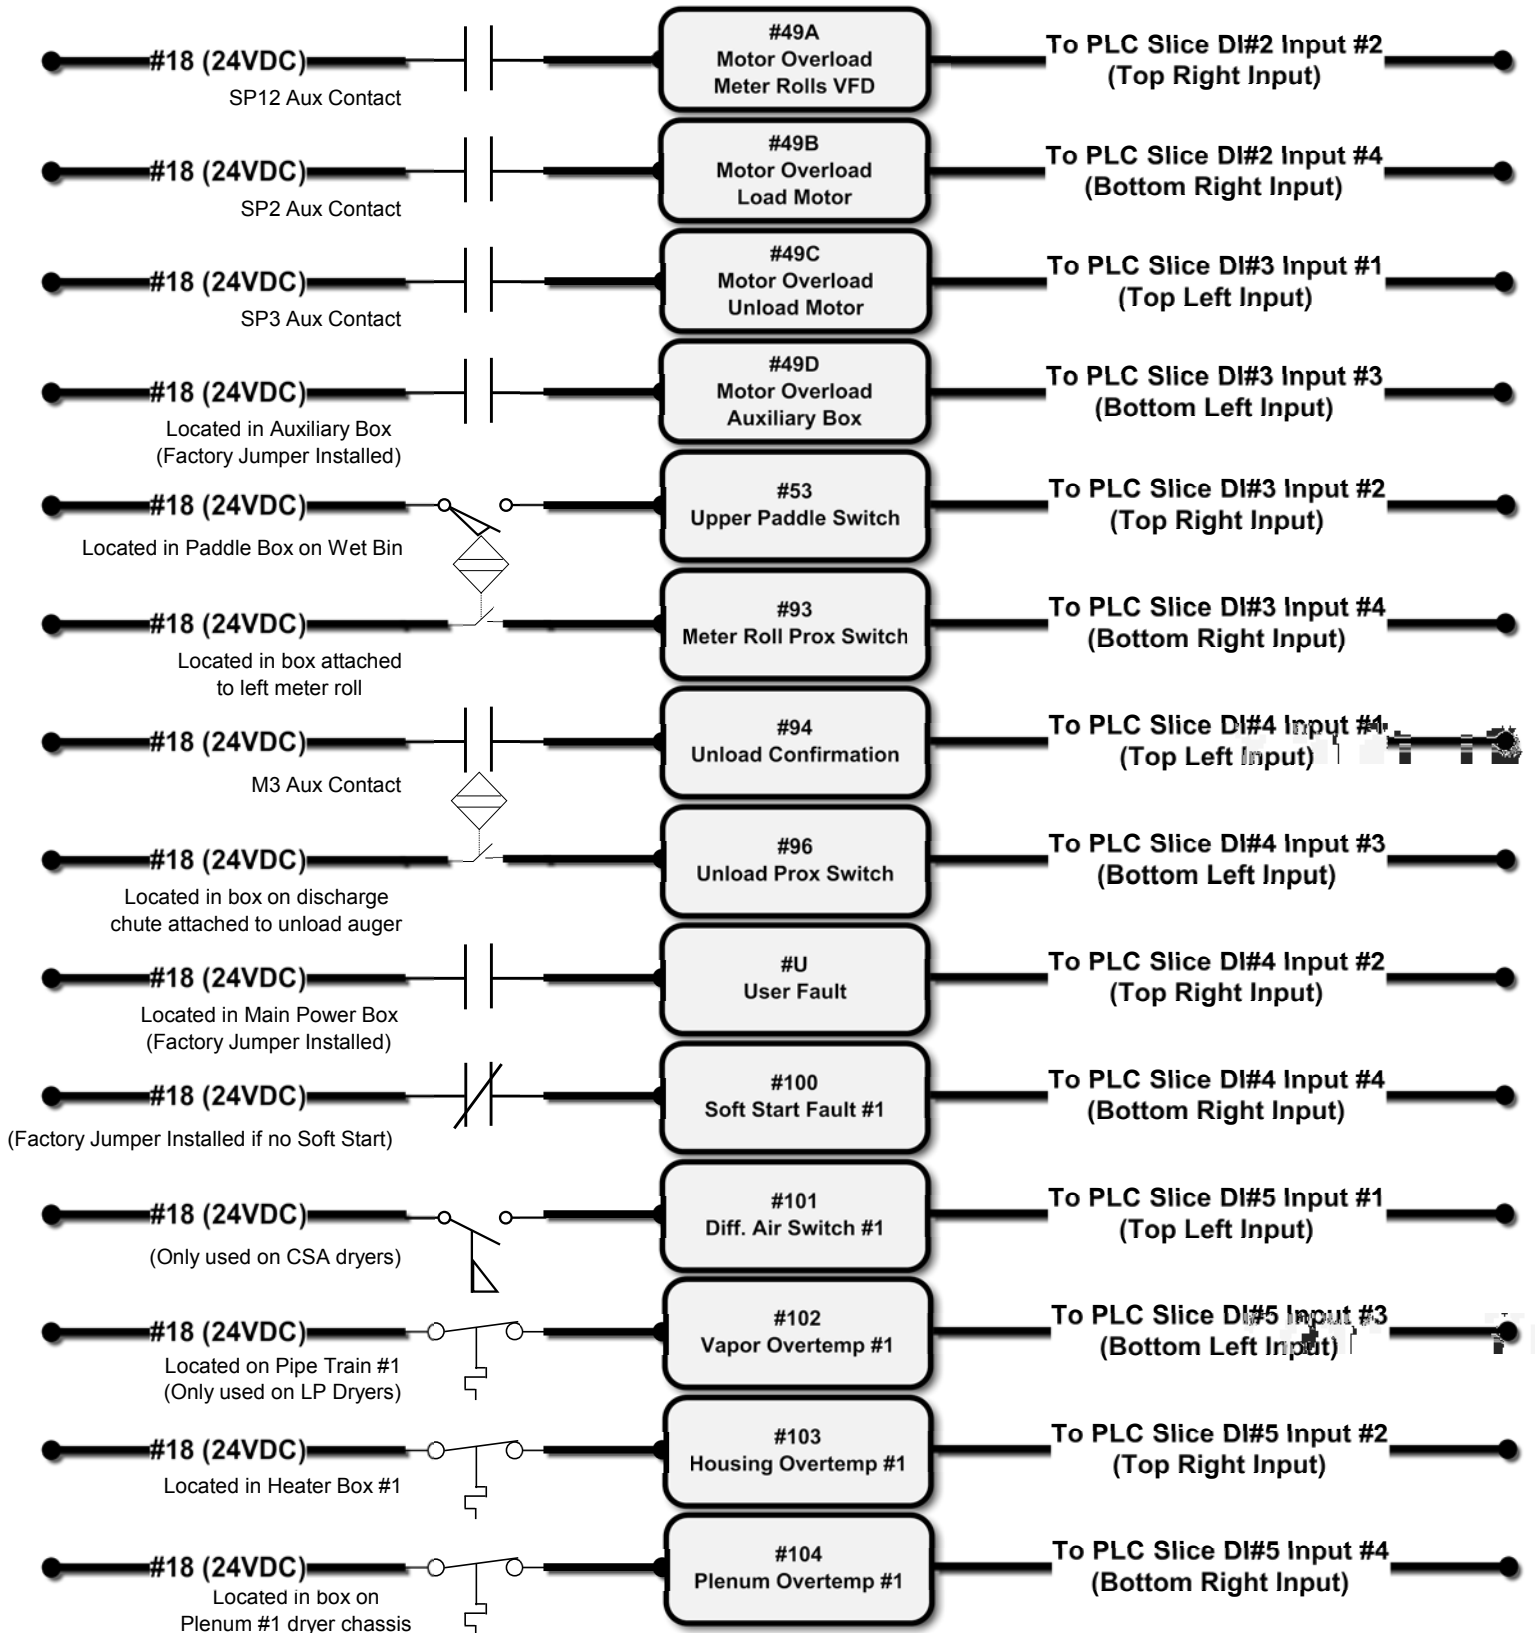 #18 (24VDC)
SP12 Aux Contact
#49A
Motor Overload
Meter Rolls VFD
To PLC Slice DI#2 Input #2
(Top Right Input)
#18 (24VDC)
SP2 Aux Contact
#49B
Motor Overload
Load Motor
To PLC Slice DI#2 Input #4
(Bottom Right Input)
#18 (24VDC)
SP3 Aux Contact
#49C
Motor Overload
Unload Motor
To PLC Slice DI#3 Input #1
(Top Left Input)
#18 (24VDC)
Located in Auxiliary Box
(Factory Jumper Installed)
#49D
Motor Overload
Auxiliary Box
To PLC Slice DI#3 Input #3
(Bottom Left Input)
#18 (24VDC)
Located in Paddle Box on Wet Bin
#53
Upper Paddle Switch
To PLC Slice DI#3 Input #2
(Top Right Input)
#18 (24VDC)
Located in box attached
to left meter roll
#93
Meter Roll Prox Switch
To PLC Slice DI#3 Input #4
(Bottom Right Input)
#18 (24VDC)
M3 Aux Contact
#94
Unload Confirmation
To PLC Slice DI#4 Input #1
(Top Left Input)
#18 (24VDC)
Located in box on discharge
chute attached to unload auger
#96
Unload Prox Switch
To PLC Slice DI#4 Input #3
(Bottom Left Input)
#18 (24VDC)
Located in Main Power Box
(Factory Jumper Installed)
#U
User Fault
To PLC Slice DI#4 Input #2
(Top Right Input)
#18 (24VDC)
(Factory Jumper Installed if no Soft Start)
#100
Soft Start Fault #1
To PLC Slice DI#4 Input #4
(Bottom Right Input)
#18 (24VDC)
(Only used on CSA dryers)
#101
Diff. Air Switch #1
To PLC Slice DI#5 Input #1
(Top Left Input)
#18 (24VDC)
Located on Pipe Train #1
(Only used on LP Dryers)
#102
Vapor Overtemp #1
To PLC Slice DI#5 Input #3
(Bottom Left Input)
#18 (24VDC)
Located in Heater Box #1
#103
Housing Overtemp #1
To PLC Slice DI#5 Input #2
(Top Right Input)
#18 (24VDC)
Located in box on
Plenum #1 dryer chassis
#104
Plenum Overtemp #1
To PLC Slice DI#5 Input #4
(Bottom Right Input)